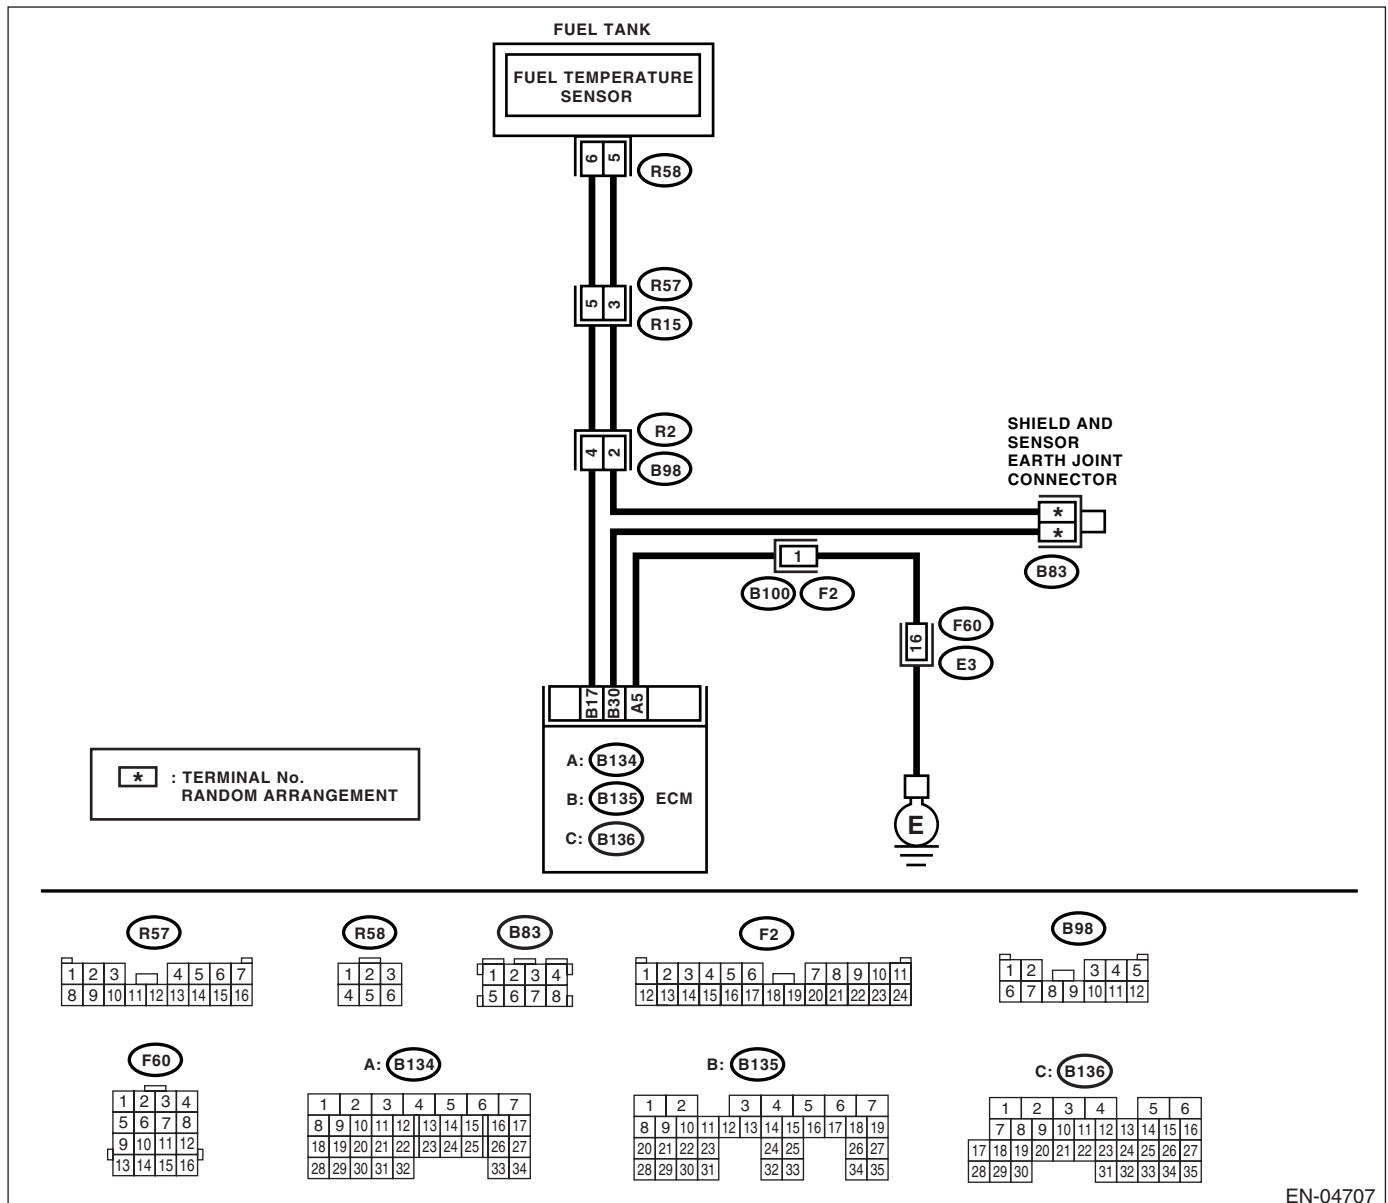 FUEL TANK
FUEL TEMPERATURE
SENSOR
6 5
R58
5 3
R57
R15
4 2
R2
B98
SHIELD AND
SENSOR
EARTH JOINT
CONNECTOR
*
*
B83
1
B100 F2
16
F60
E3
B17 B30 A5
A: B134
B: B135 ECM
C: B136
E
* : TERMINAL No.
RANDOM ARRANGEMENT
R57
1 2 3 4 5 6 7
8 9 10 11 12 13 14 15 16
R58
1 2 3
4 5 6
B83
1 2 3 4
5 6 7 8
F2
1 2 3 4 5 6 7 8 9 10 11
12 13 14 15 16 17 18 19 20 21 22 23 24
B98
1 2 3 4 5
6 7 8 9 10 11 12
F60
1 2 3 4
5 6 7 8
9 10 11 12
13 14 15 16
A: B134
1 2 3 4 5 6 7
8 9 10 11 12 13 14 15 16 17
18 19 20 21 22 23 24 25 26 27
28 29 30 31 32 33 34
B: B135
1 2 3 4 5 6 7
8 9 10 11 12 13 14 15 16 17 18 19
20 21 22 23 24 25 26 27
28 29 30 31 32 33 34 35
C: B136
1 2 3 4 5 6
7 8 9 10 11 12 13 14 15 16
17 18 19 20 21 22 23 24 25 26 27
28 29 30 31 32 33 34 35
EN-04707